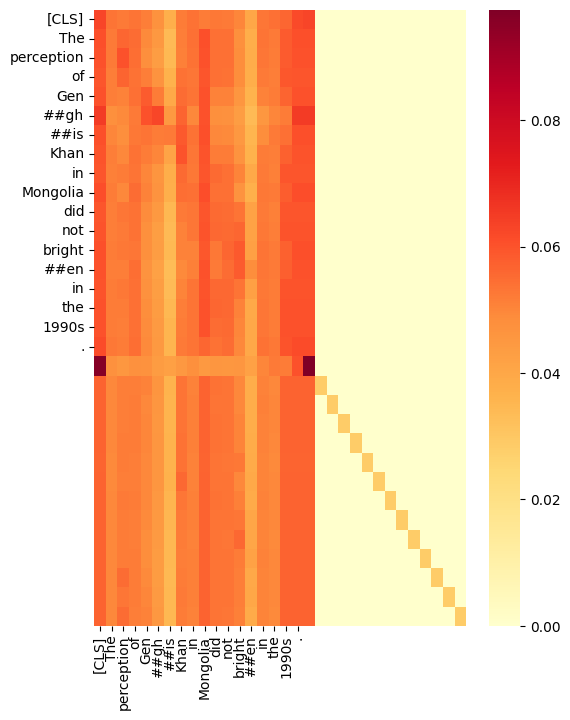 [CLS]
The
perception
of
Gen
##gh
##is
Khan
in
Mongolia
did
not
bright
##en
in
the
1990s
.
0.08
0.06
0.04
0.02
0.00
[CLS]
The
perception
of
Gen
##gh
##is
Khan
in
Mongolia
did
not
bright
##en
in
the
1990s
.